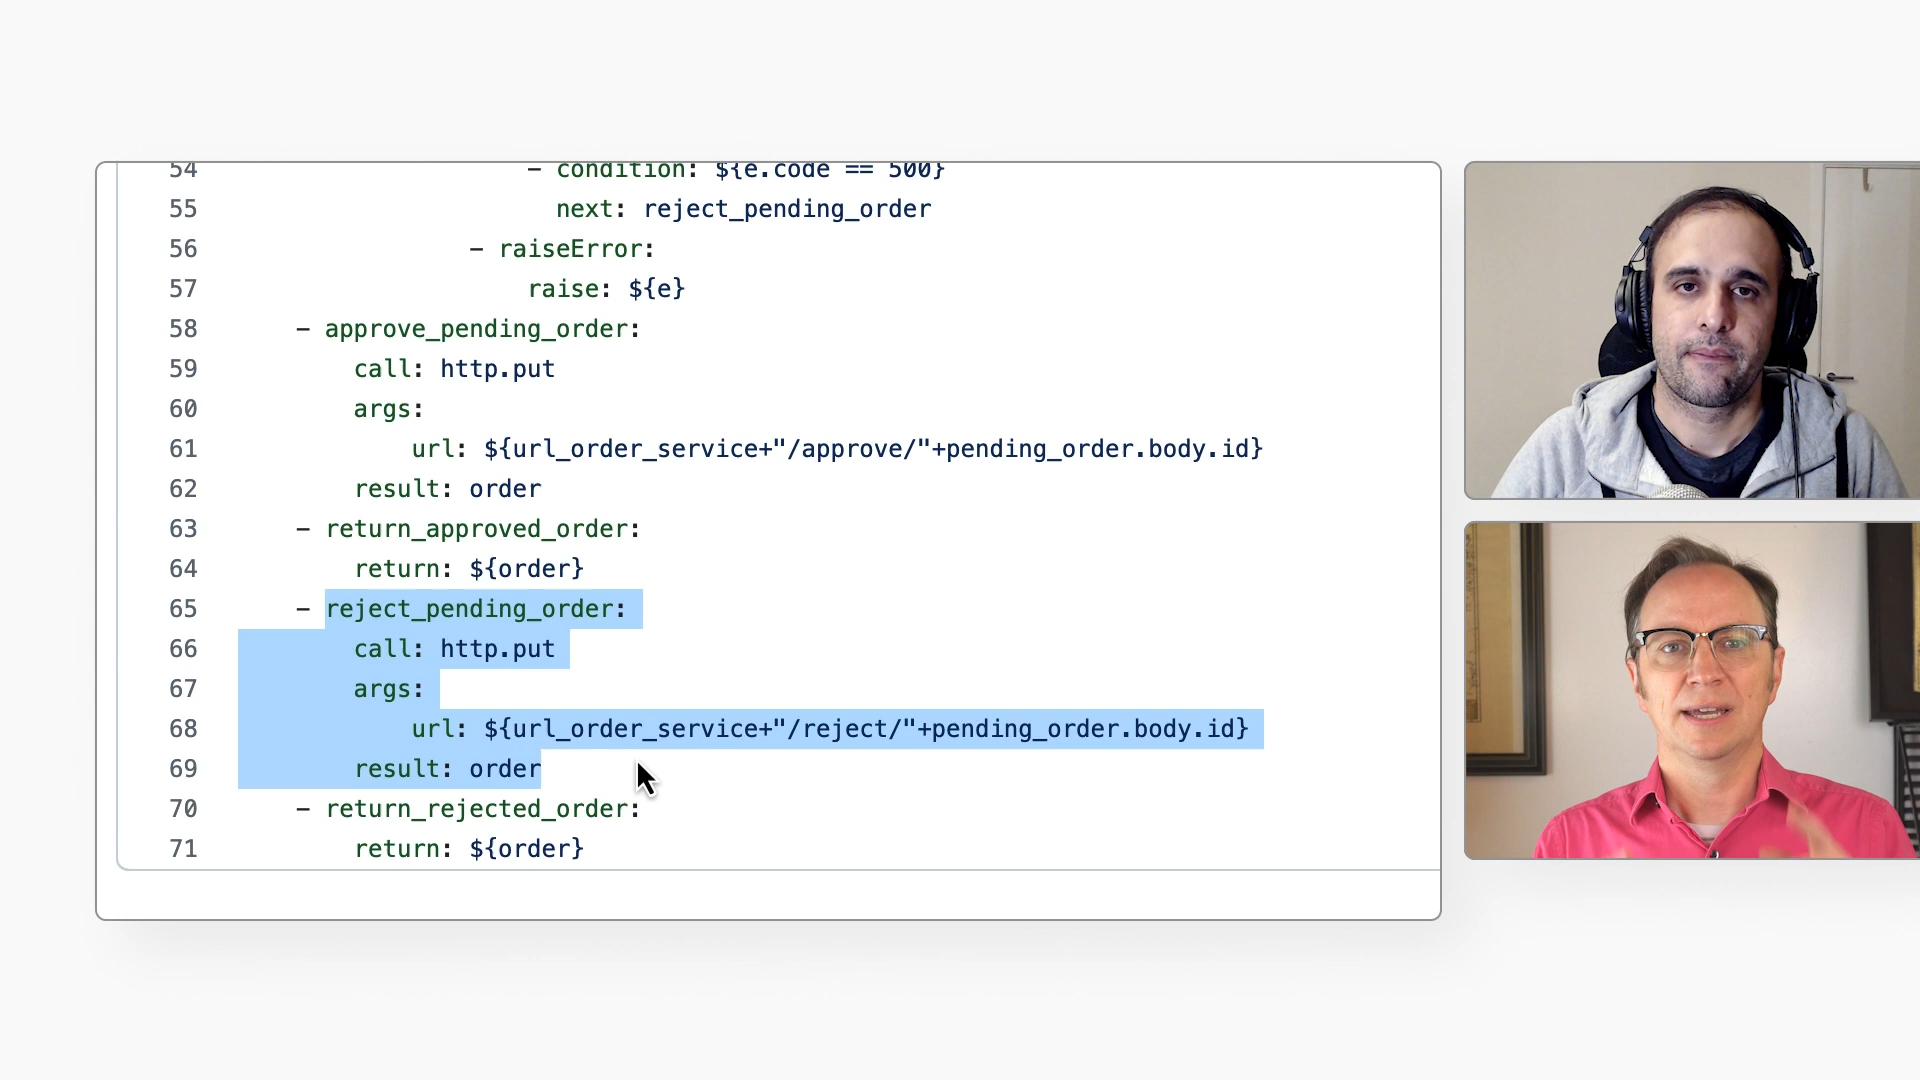 54 - condition: ${e.code == 500}
55 next: reject_pending_order
56 - raiseError:
57 raise: ${e}
58 - approve_pending_order:
59 call: http.put
60 args:
61 url: ${url_order_service+"/approve/"+pending_order.body.id}
62 result: order
63 - return_approved_order:
64 return: ${order}
65 - reject_pending_order:
66 call: http.put
67 args:
68 url: ${url_order_service+"/reject/"+pending_order.body.id}
69 result: order
70 - return_rejected_order:
71 return: ${order}